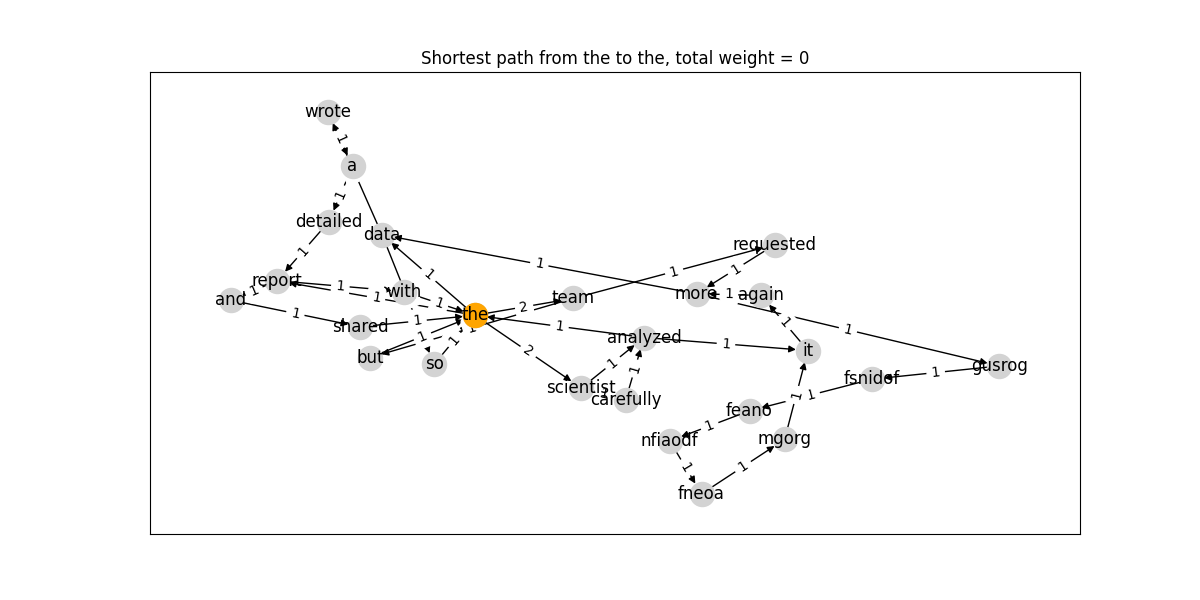 Shortest path from the to the, total weight = 0
wrote
1
a
1
detailed
data
requested
1
1
1
1
1
report
and
1
1
1
with
1
the
2
team
more
1
again
1
shared
1
1
1
1
but
1
so
1
2
analyzed
1
it
1
1
gusrog
1
fsnidof
scientist
1
1
carefully
feano
1
1
1
nfiaodf
mgorg
1
1
fneoa